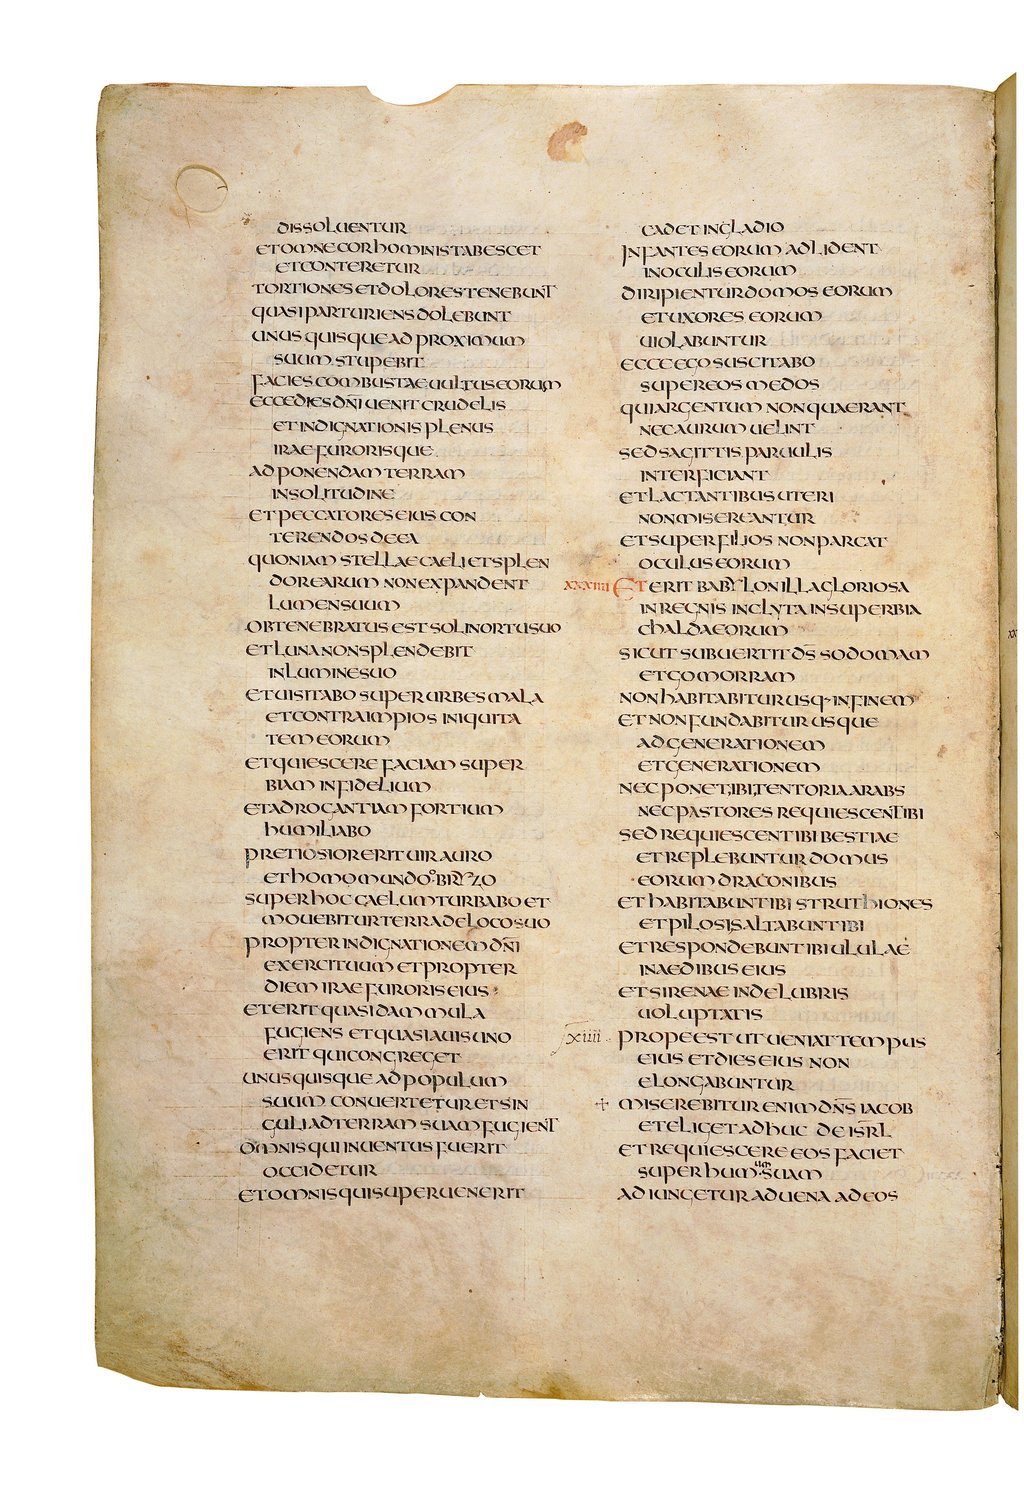 DISSOLUENTUR
ETOMNE COR hOMINIS TABESCET
ET CONTERETUR
TORTIONES ET DOLORES TENEBUNT
QUASI PARTURIENS DOLEBUNT
UNUS QUISQUE AD PROXIMUM
SUUM STUPEBIT
FACIES COMBUSTAE UULTUS EORUM
ECCE DIES DN̄I UENIT CRUDELIS
ET INDIGNATIONIS PLENUS
IRAE FURORISQUE
AD PONENDAM TERRAM
IN SOLITUDINE
ET PECCATORES EIUS CON
TERENDOS DE EA
QUONIAM STELLAE CAELI ET SPLEN
DOR EARUM NON EXPANDENT
LUMEN SUUM
OBTENEBRATUS EST SOL IN ORTU SUO
ET LUNA NON SPLENDEBIT
IN LUMINE SUO
ET UISITABO SUPER URBES MALA
ET CONTRA IMPIOS INIQUITA
TEM EORUM
ET QUIESCERE FACIAM SUPER
BIAM INFIDELIUM
ET ADROGANTIAM FORTIUM
hUMILIABO
PRETIOSIOR ERIT UIR AURO
ET hOMO MUNDO OBRYZO
SUPER hOC CAELUM TURBABO ET
MOUEBITUR TERRA DE LOCO SUO
PROPTER INDIGNATIONEM DN̄I
EXERCITUUM ET PROPTER
DIEM IRAE FURORIS EIUS
ET ERIT QUASI DAMMULA
FUGIENS ET QUASI AUIS UNO
ERIT QUI CONGREGET
UNUSQUISQUE AD POPULUM
SUUM CONUERTETUR ET SIN
GULI AD TERRAM SUAM FUGIENT
OMNIS QUI INUENTUS FUERIT
OCCIDETUR
ET OMNIS QUI SUPERUENERIT
CADET IN GLADIO
INFANTES EORUM ADLIDENT
IN OCULIS EORUM
DIRIPIENTUR DOMOS EORUM
ET UXORES EORUM
UIOLABUNTUR
ECCE EGO SUSCITABO
SUPER EOS MEDOS
QUI ARGENTUM NON QUAERANT
NEC AURUM UELINT
SED SAGITTIS PARUULIS
INTERFICIANT
ET LACTANTIBUS UTERI
NON MISEREANTUR
ET SUPER FILIOS NON PARCAT
OCULUS EORUM
XXXIIII ET ERIT BABYLON ILLA GLORIOSA
IN REGNIS INCLYTA IN SUPERBIA
ChALDAEORUM
SICUT SUBUERTIT D̄S SODOMAM
ET GOMORRAM
NON hABITABITUR USQ· IN FINEM
ET NON FUNDABITUR USQUE
AD GENERATIONEM
ET GENERATIONEM
NEC PONET IBI TENTORIA ARABS
NEC PASTORES REQUIESCENT IBI
SED REQUIESCENT IBI BESTIAE
ET REPLEBUNTUR DOMUS
EORUM DRACONIBUS
ET hABITABUNT IBI STRUThIONES
ET PILOSI SALTABUNT IBI
ET RESPONDEBUNT IBI ULULAE
IN AEDIBUS EIUS
ET SIRENAE IN DELUBRIS
UOLUPTATIS
XIIII PROPE EST UT UENIAT TEMPUS
EIUS ET DIES EIUS NON
ELONGABUNTUR
+ MISEREBITUR ENIM DN̄S IACOB
ET ELIGET ADhUC DE ISR̄L
ET REQUIESCERE EOS FACIET
SUPER hUMUM SUAM
ADIUNGETUR ADUENA AD EOS